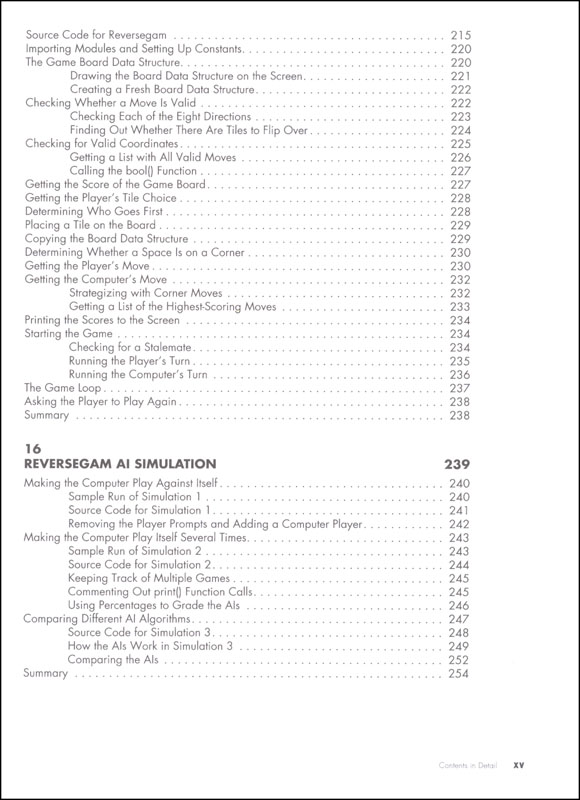 Source Code for Reversegam . . . . . . . . . . . . . . . . . . . . 215
Importing Modules and Setting Up Constants. . . . . . . . . . . . . . . . . . . . 220
The Game Board Data Structure. . . . . . . . . . . . . . . . . . . . 220
Drawing the Board Data Structure on the Screen. . . . . . . . . . . . . . . . . . . . 221
Creating a Fresh Board Data Structure. . . . . . . . . . . . . . . . . . . . 222
Checking Whether a Move Is Valid . . . . . . . . . . . . . . . . . . . . 222
Checking Each of the Eight Directions . . . . . . . . . . . . . . . . . . . . 223
Finding Out Whether There Are Tiles to Flip Over . . . . . . . . . . . . . . . . . . . . 224
Checking for Valid Coordinates. . . . . . . . . . . . . . . . . . . . 225
Getting a List with All Valid Moves . . . . . . . . . . . . . . . . . . . . 226
Calling the bool() Function . . . . . . . . . . . . . . . . . . . . 227
Getting the Score of the Game Board. . . . . . . . . . . . . . . . . . . . 227
Getting the Player's Tile Choice . . . . . . . . . . . . . . . . . . . . 228
Determining Who Goes First . . . . . . . . . . . . . . . . . . . . 228
Placing a Tile on the Board . . . . . . . . . . . . . . . . . . . . 229
Copying the Board Data Structure . . . . . . . . . . . . . . . . . . . . 229
Determining Whether a Space Is on a Corner . . . . . . . . . . . . . . . . . . . . 230
Getting the Player's Move . . . . . . . . . . . . . . . . . . . . 230
Getting the Computer's Move . . . . . . . . . . . . . . . . . . . . 232
Strategizing with Corner Moves . . . . . . . . . . . . . . . . . . . . 232
Getting a List of the Highest-Scoring Moves . . . . . . . . . . . . . . . . . . . . 233
Printing the Scores to the Screen . . . . . . . . . . . . . . . . . . . . 234
Starting the Game . . . . . . . . . . . . . . . . . . . . 234
Checking for a Stalemate . . . . . . . . . . . . . . . . . . . . 234
Running the Player's Turn . . . . . . . . . . . . . . . . . . . . 235
Running the Computer's Turn . . . . . . . . . . . . . . . . . . . . 236
The Game Loop . . . . . . . . . . . . . . . . . . . . 237
Asking the Player to Play Again . . . . . . . . . . . . . . . . . . . . 238
Summary . . . . . . . . . . . . . . . . . . . . 238
16
REVERSEGAM AI SIMULATION 239
Making the Computer Play Against Itself . . . . . . . . . . . . . . . . . . . . 240
Sample Run of Simulation 1 . . . . . . . . . . . . . . . . . . . . 240
Source Code for Simulation 1 . . . . . . . . . . . . . . . . . . . . 241
Removing the Player Prompts and Adding a Computer Player . . . . . . . . . . . . 242
Making the Computer Play Itself Several Times. . . . . . . . . . . . . . . . . . . . 243
Sample Run of Simulation 2 . . . . . . . . . . . . . . . . . . . . 243
Source Code for Simulation 2. . . . . . . . . . . . . . . . . . . . 244
Keeping Track of Multiple Games . . . . . . . . . . . . . . . . . . . . 245
Commenting Out print() Function Calls. . . . . . . . . . . . . . . . . . . . 245
Using Percentages to Grade the AIs . . . . . . . . . . . . . . . . . . . . 246
Comparing Different AI Algorithms. . . . . . . . . . . . . . . . . . . . 247
Source Code for Simulation 3. . . . . . . . . . . . . . . . . . . . 248
How the AIs Work in Simulation 3 . . . . . . . . . . . . . . . . . . . . 249
Comparing the AIs . . . . . . . . . . . . . . . . . . . . 252
Summary . . . . . . . . . . . . . . . . . . . . 254
Contents in Detail XV